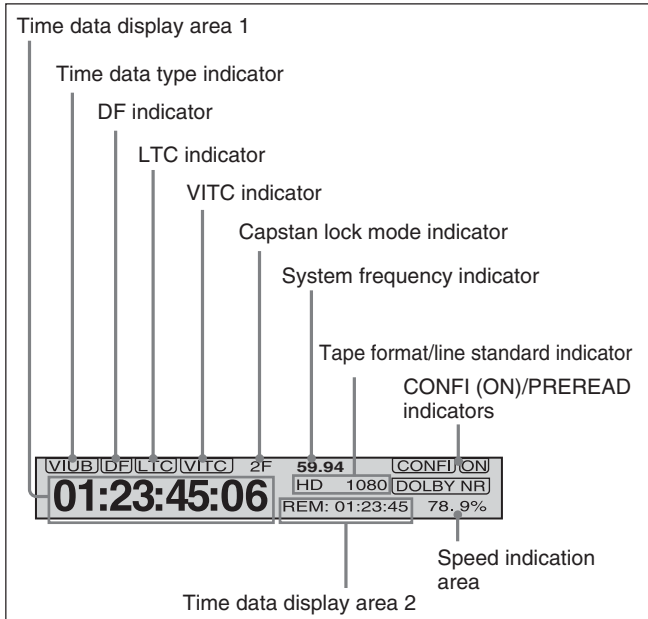 Time data display area 1
Time data type indicator
DF indicator
LTC indicator
VITC indicator
Capstan lock mode indicator
System frequency indicator
Tape format/line standard indicator
CONFI (ON)/PREREAD
indicators
VIUB DF LTC VITC 2F 59.94 CONFI ON
HD 1080 DOLBY NR
01:23:45:06 REM: 01:23:45 78.9%
Speed indication
area
Time data display area 2